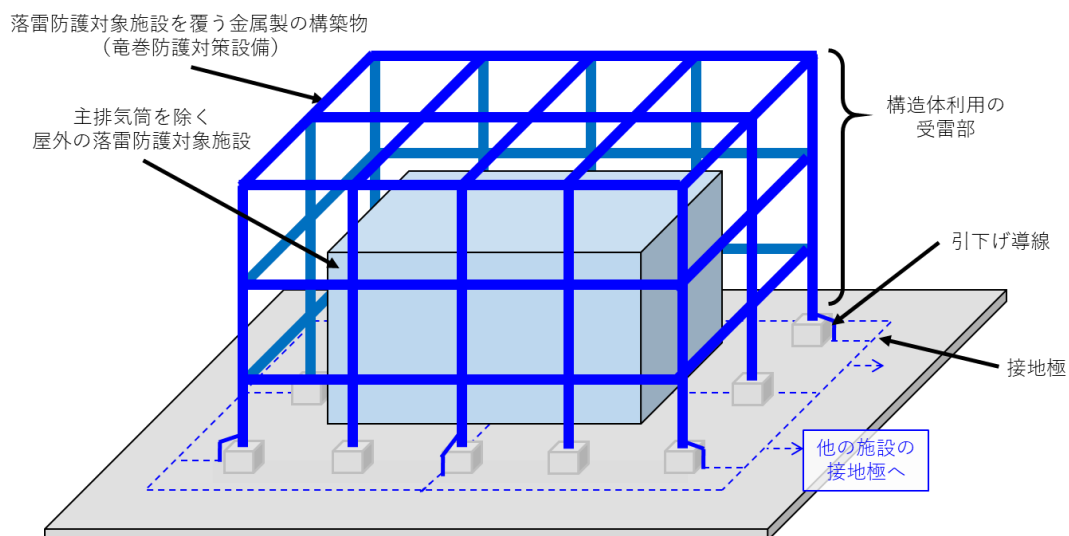 落雷防護対象施設を覆う金属製の構築物
（竜巻防護対策設備）
主排気筒を除く
屋外の落雷防護対象施設
構造体利用の
受雷部
引下げ導線
接地極
他の施設の
接地極へ